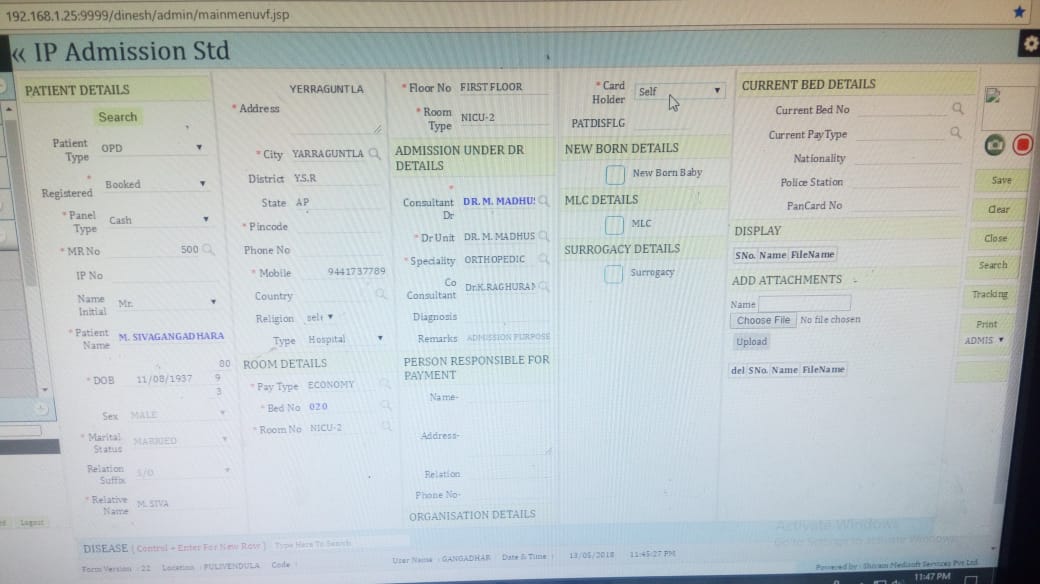 192.168.1.25:9999/dinesh/admin/mainmenuvf.jsp
« IP Admission Std
PATIENT DETAILS
Search
Patient Type OPD
* Registered Booked
* Panel Type Cash
* MR No 500
IP No
Name Initial Mr.
* Patient Name M. SIVAGANGADHARA
* DOB 11/08/1937 80 9 3
Sex MALE
* Marital Status MARRIED
Relation Suffix S/O
* Relative Name M. SIVA
Logout
YERRAGUNTLA
* Address
* City YARRAGUNTLA
District Y.S.R
State AP
* Pincode
Phone No
* Mobile 9441737789
Country
Religion sele
Type Hospital
ROOM DETAILS
* Pay Type ECONOMY
* Bed No 020
* Room No NICU-2
* Floor No FIRST FLOOR
* Room Type NICU-2
ADMISSION UNDER DR DETAILS
* Consultant Dr DR. M. MADHU
* Dr Unit DR. M. MADHUS
* Speciality ORTHOPEDIC
Co Consultant Dr.K.RAGHURAM
Diagnosis
Remarks ADMISSION PURPOSE
PERSON RESPONSIBLE FOR PAYMENT
Name-
Address-
Relation
Phone No-
ORGANISATION DETAILS
* Card Holder Self
PATDISFLG
NEW BORN DETAILS
New Born Baby
MLC DETAILS
MLC
SURROGACY DETAILS
Surrogacy
CURRENT BED DETAILS
Current Bed No
Current PayType
Nationality
Police Station
PanCard No
DISPLAY
SNo. Name FileName
ADD ATTACHMENTS -
Name
Choose File No file chosen
Upload
del SNo. Name FileName
Save
Clear
Close
Search
Tracking
Print
ADMIS
DISEASE ( Control + Enter For New Row ) Type Here To Search
Form Version : 22 Location : PULIVENDULA Code : User Name : GANGADHAR Date & Time : 13/05/2018 11:45:27 PM
Activate Windows
Go to Settings to activate Windows.
Powered by : Shivam Medisoft Services Pvt Ltd.
11:47 PM